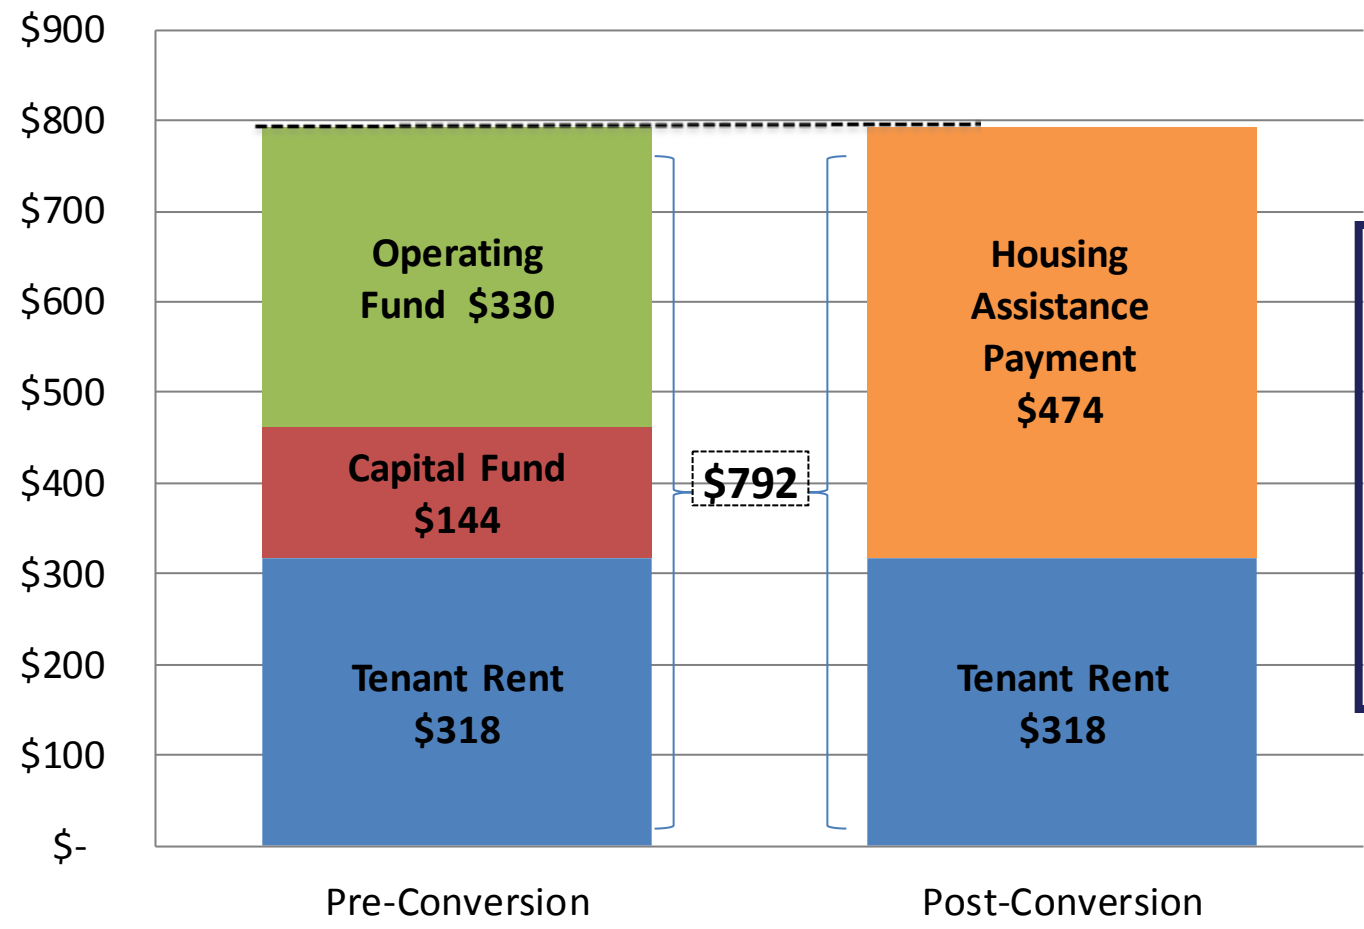 $900
$800
$700
$600
$500
$400
$300
$200
$100
$-
Operating
Fund $330
Capital Fund
$144
Tenant Rent
$318
$792
Housing
Assistance
Payment
$474
Tenant Rent
$318
Pre-Conversion
Post-Conversion